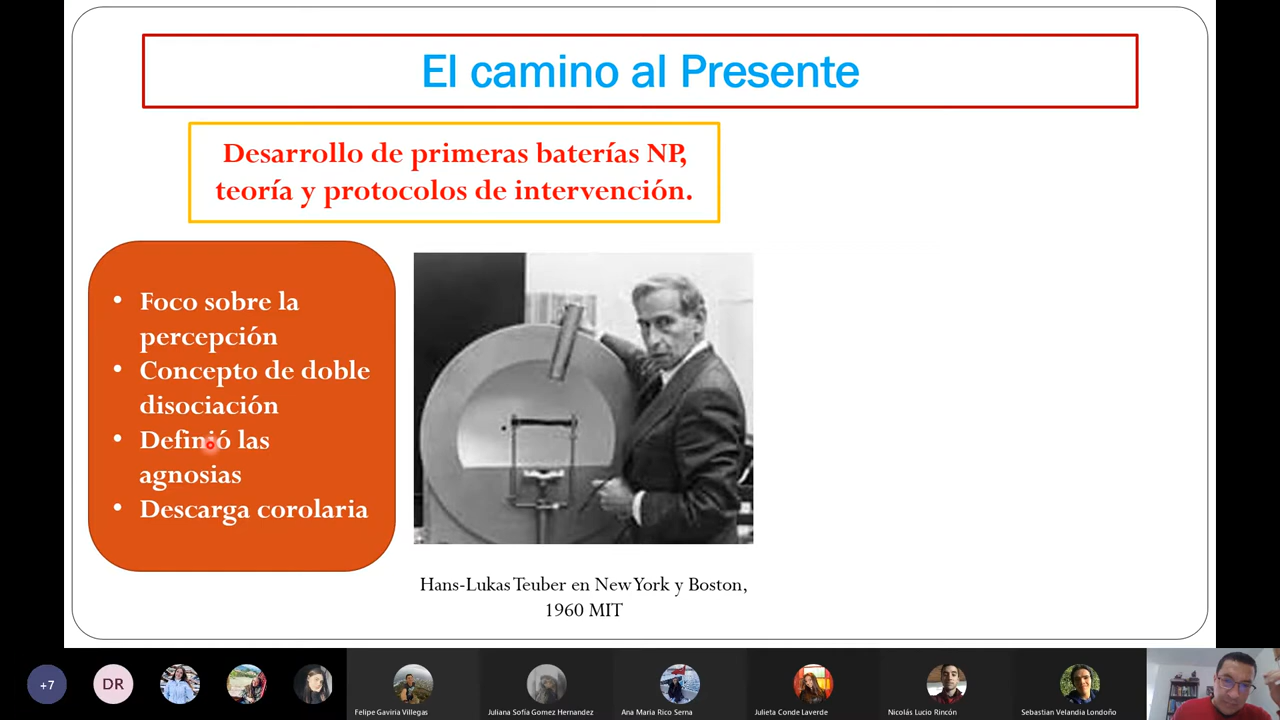 El camino al Presente
Desarrollo de primeras baterías NP,
teoría y protocolos de intervención.
• Foco sobre la
percepción
• Concepto de doble
disociación
• Definió las
agnosias
• Descarga corolaria
Hans-Lukas Teuber en New York y Boston,
1960 MIT
+7
DR
Felipe Gaviria Villegas
Juliana Sofía Gomez Hernandez
Ana Maria Rico Serna
Julieta Conde Laverde
Nicolás Lucio Rincón
Sebastian Velandia Londoño